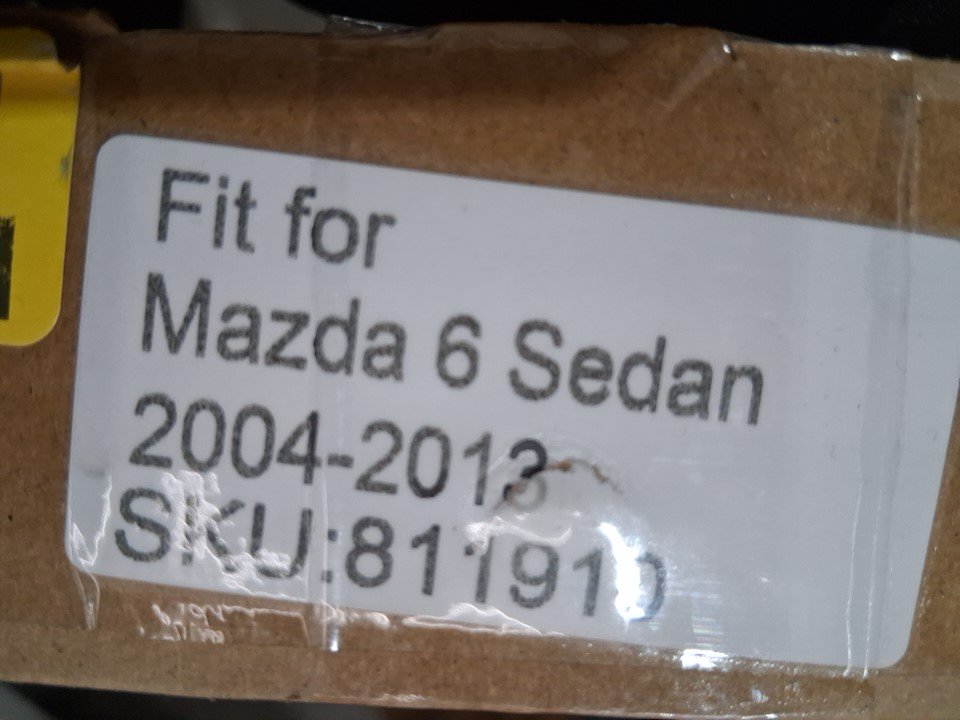 Fit for
Mazda 6 Sedan
2004-2013
SKU:811910